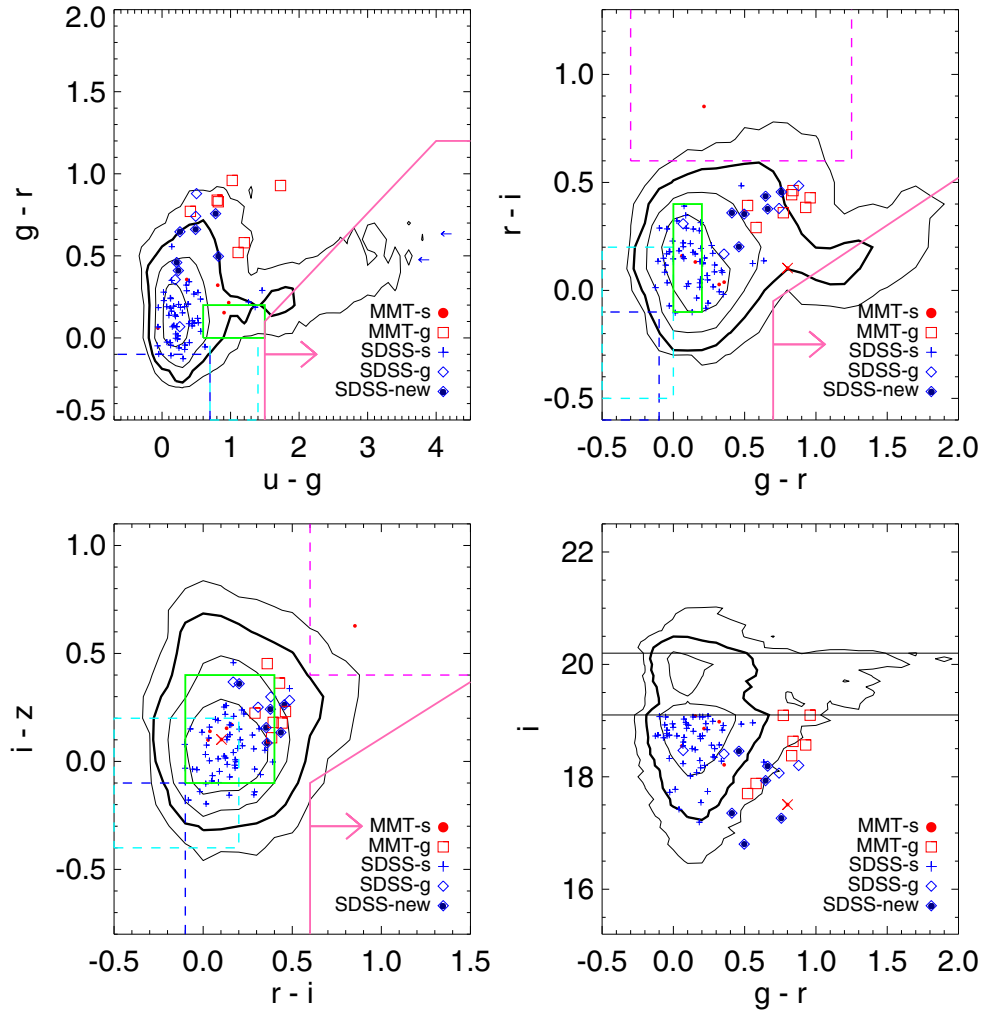 2.0
1.5
1.0
0.5
0.0
-0.5
g - r
0 1 2 3 4
u - g
MMT-s
MMT-g
SDSS-s
SDSS-g
SDSS-new
1.0
0.5
0.0
-0.5
r - i
-0.5 0.0 0.5 1.0 1.5 2.0
g - r
MMT-s
MMT-g
SDSS-s
SDSS-g
SDSS-new
1.0
0.5
0.0
-0.5
i - z
-0.5 0.0 0.5 1.0 1.5
r - i
MMT-s
MMT-g
SDSS-s
SDSS-g
SDSS-new
22
20
18
16
i
-0.5 0.0 0.5 1.0 1.5 2.0
g - r
MMT-s
MMT-g
SDSS-s
SDSS-g
SDSS-new